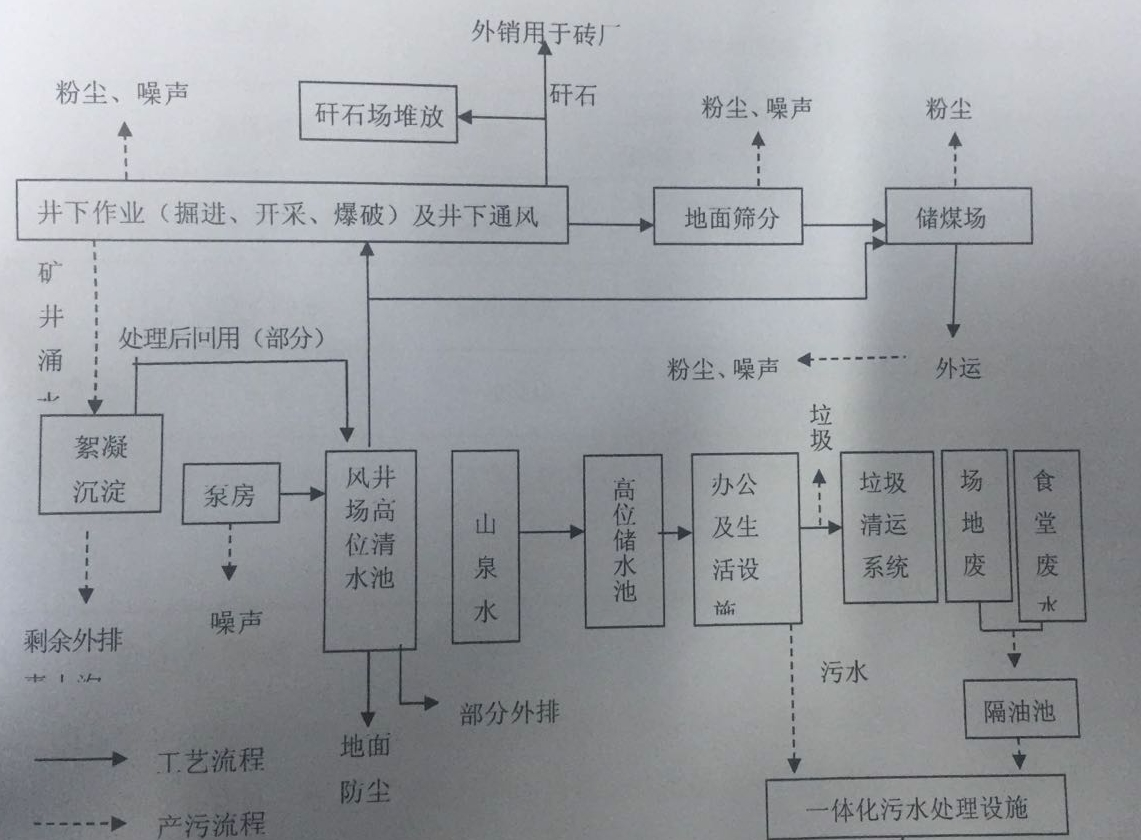 外销用于砖厂
粉尘、噪声
矸石场堆放
矸石
粉尘、噪声
粉尘
井下作业（掘进、开采、爆破）及井下通风
地面筛分
储煤场
矿井涌水
处理后回用（部分）
粉尘、噪声
外运
垃圾
絮凝
沉淀
泵房
风井
场高
位清
水池
山泉水
高位储水池
办公
及生
活设
施
垃圾
清运
系统
场地废
食堂废水
噪声
剩余外排
污水
部分外排
隔油池
地面
防尘
工艺流程
产污流程
一体化污水处理设施